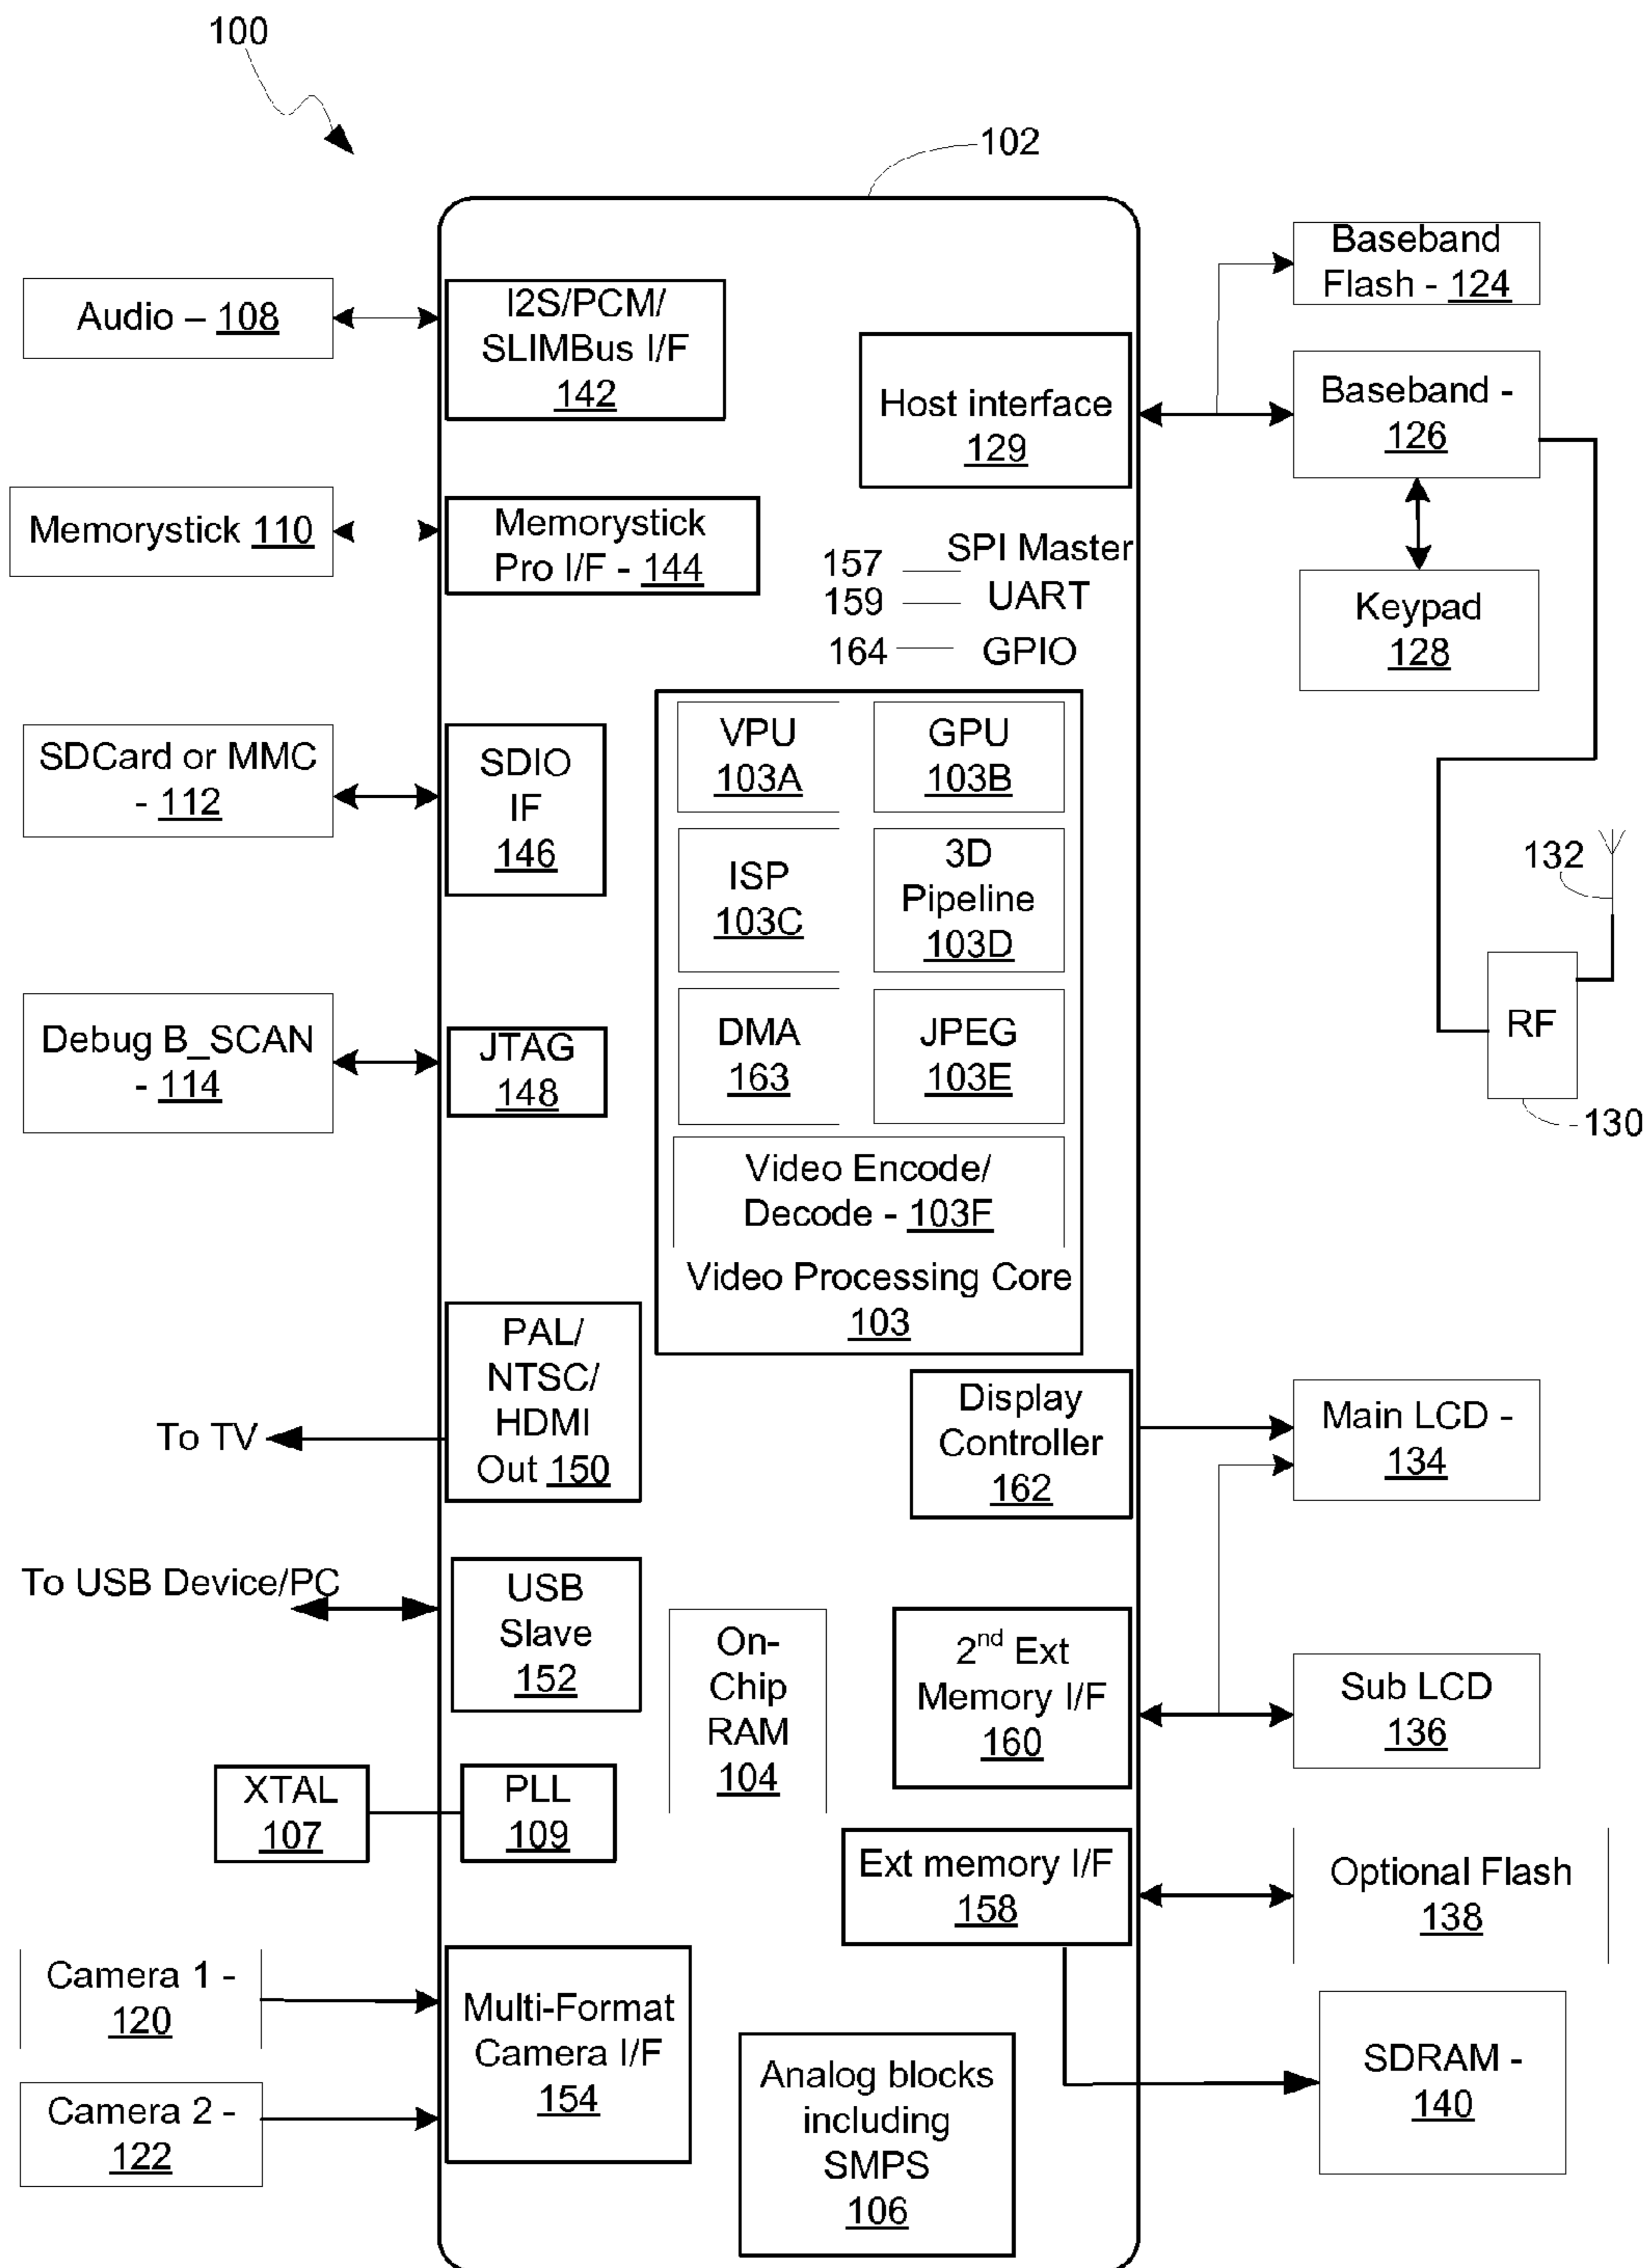 100
102
Audio – 108
I2S/PCM/
SLIMBus I/F
142
Baseband
Flash - 124
Host interface
129
Baseband -
126
Memorystick 110
Memorystick
Pro I/F - 144
157
SPI Master
159
UART
164
GPIO
Keypad
128
SDCard or MMC
- 112
SDIO
IF
146
VPU
103A
GPU
103B
ISP
103C
3D
Pipeline
103D
132
RF
130
Debug B_SCAN
- 114
JTAG
148
DMA
163
JPEG
103E
Video Encode/
Decode - 103F
Video Processing Core
103
To TV
PAL/
NTSC/
HDMI
Out 150
Display
Controller
162
Main LCD -
134
To USB Device/PC
USB
Slave
152
On-
Chip
RAM
104
2nd Ext
Memory I/F
160
Sub LCD
136
XTAL
107
PLL
109
Ext memory I/F
158
Optional Flash
138
Camera 1 -
120
Camera 2 -
122
Multi-Format
Camera I/F
154
Analog blocks
including
SMPS
106
SDRAM -
140